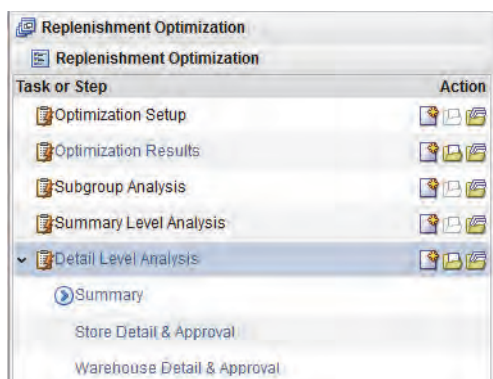 Replenishment Optimization
Replenishment Optimization
Task or Step Action
Optimization Setup
Optimization Results
Subgroup Analysis
Summary Level Analysis
Detail Level Analysis
Summary
Store Detail & Approval
Warehouse Detail & Approval